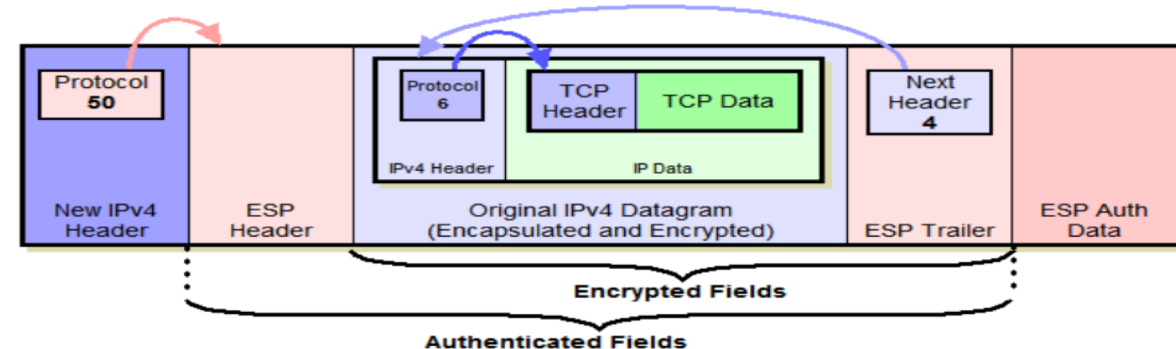 Protocol
50
New IPv4
Header
ESP
Header
Protocol
6
IPv4 Header
TCP
Header
TCP Data
IP Data
Original IPv4 Datagram
(Encapsulated and Encrypted)
Next
Header
4
ESP Trailer
ESP Auth
Data
Encrypted Fields
Authenticated Fields